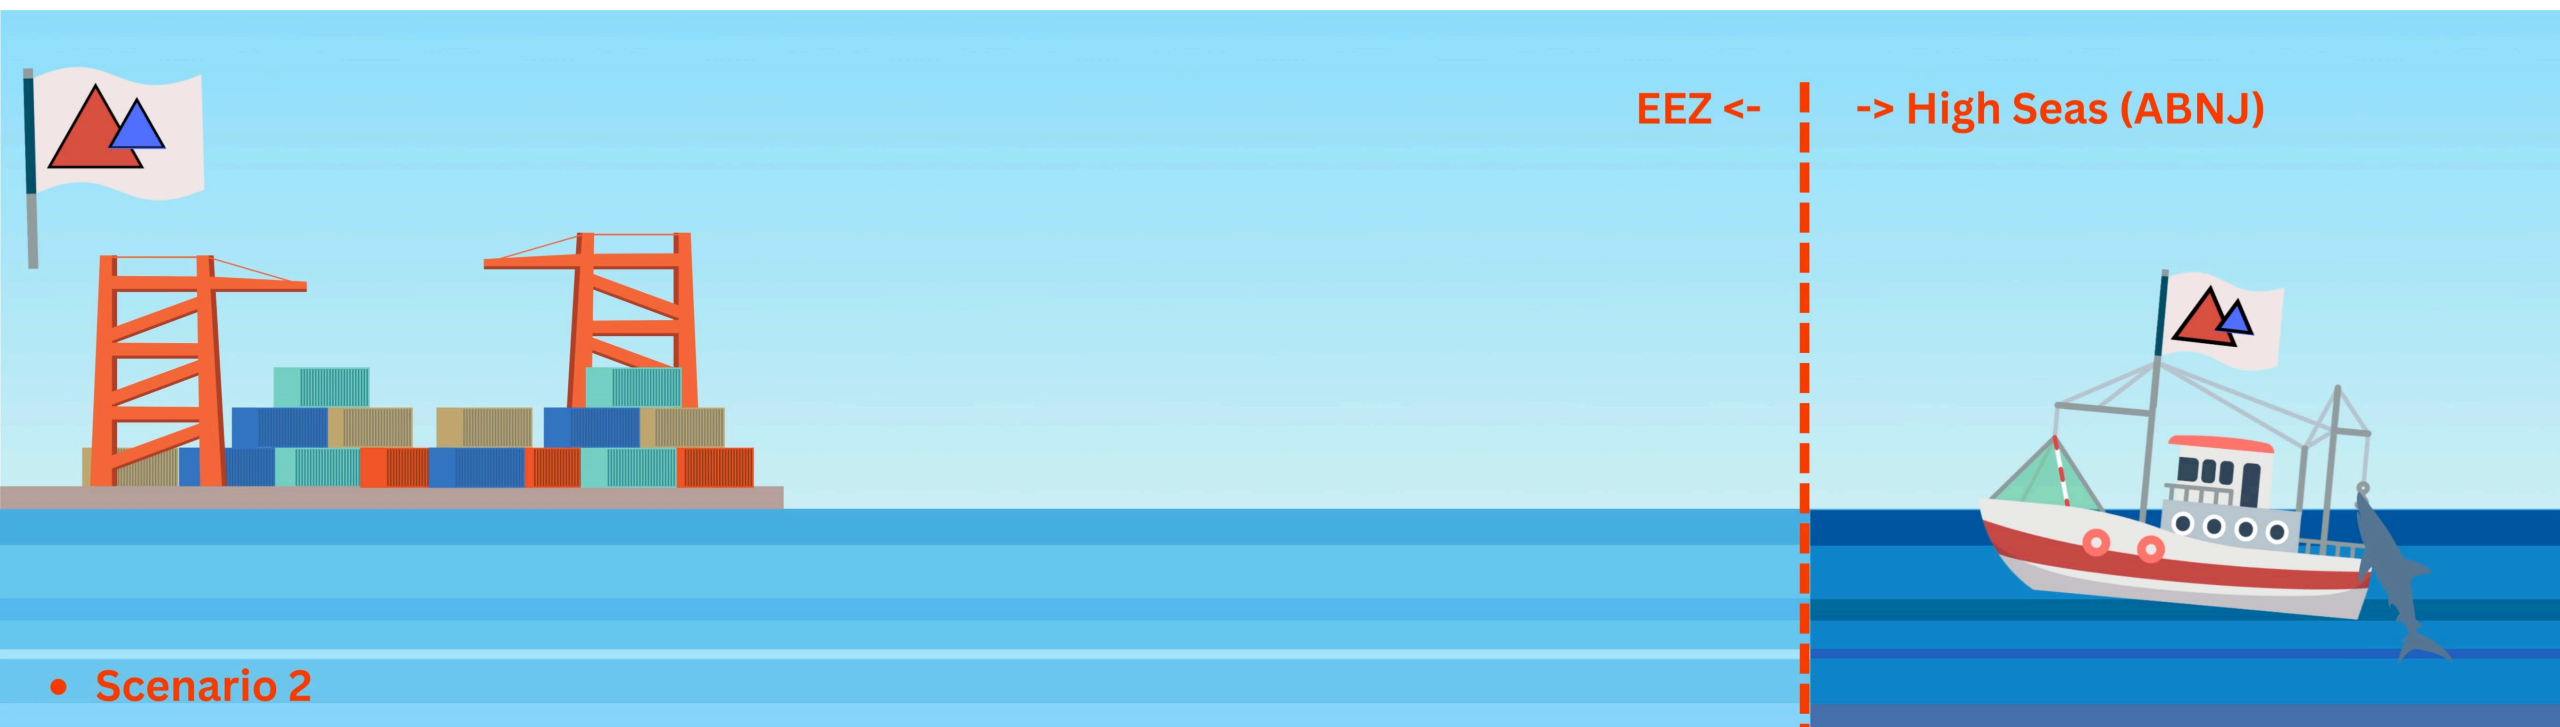 EEZ <-
-> High Seas (ABNJ)
• Scenario 2